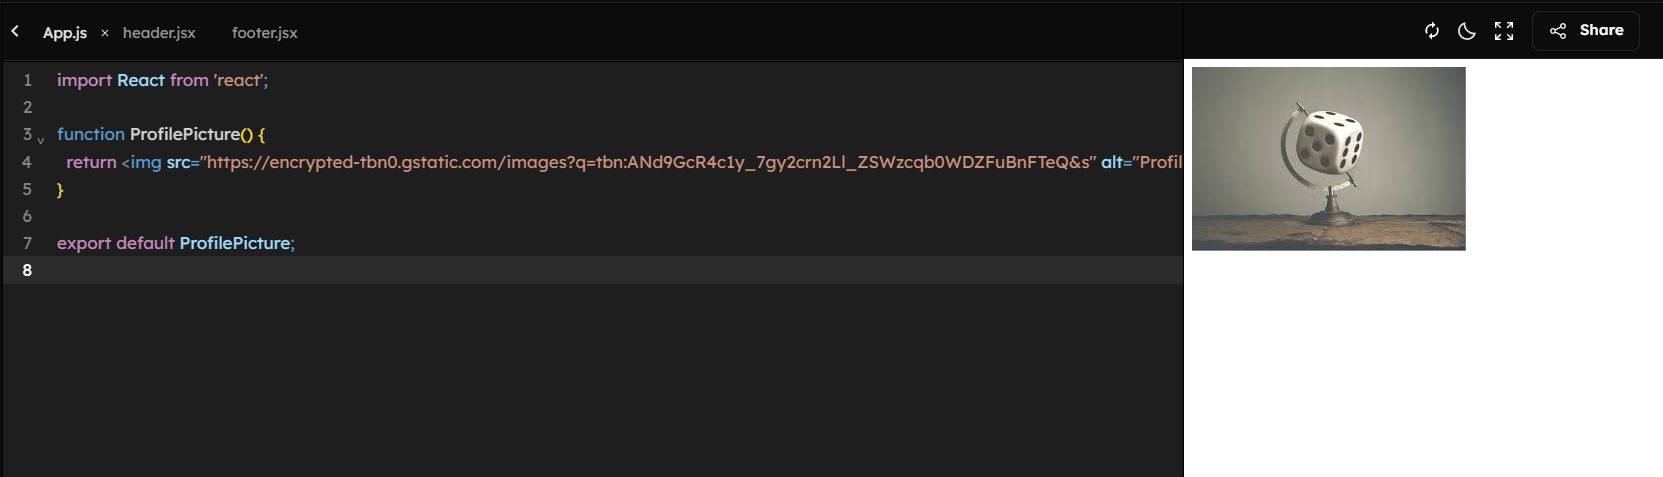 App.js × header.jsx footer.jsx
Share
1 import React from 'react';
2
3 function ProfilePicture() {
4 return <img src="https://encrypted-tbn0.gstatic.com/images?q=tbn:ANd9GcR4c1y_7gy2crn2Ll_ZSWzcqb0WDZFuBnFTeQ&s" alt="Profil
5 }
6
7 export default ProfilePicture;
8